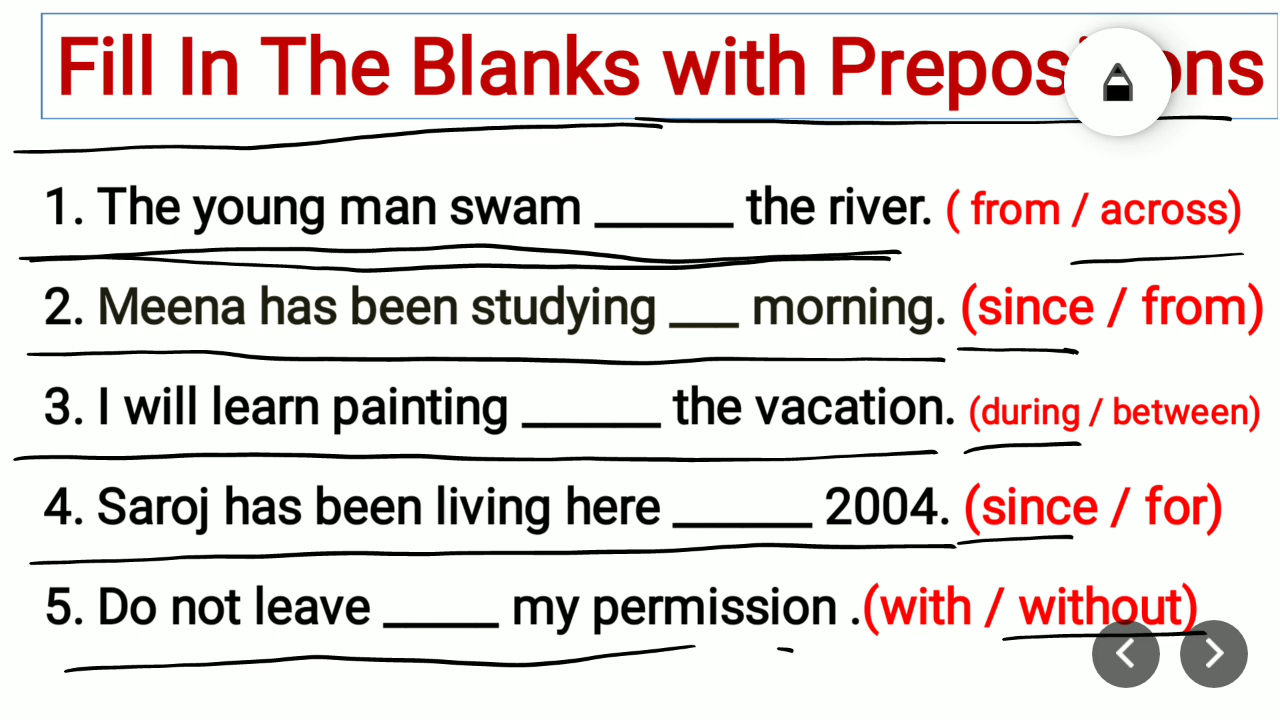 Fill In The Blanks with Prepositions
1. The young man swam ______ the river. ( from / across)
2. Meena has been studying ___ morning. (since / from)
3. I will learn painting ______ the vacation. (during / between)
4. Saroj has been living here ______ 2004. (since / for)
5. Do not leave _____ my permission .(with / without)